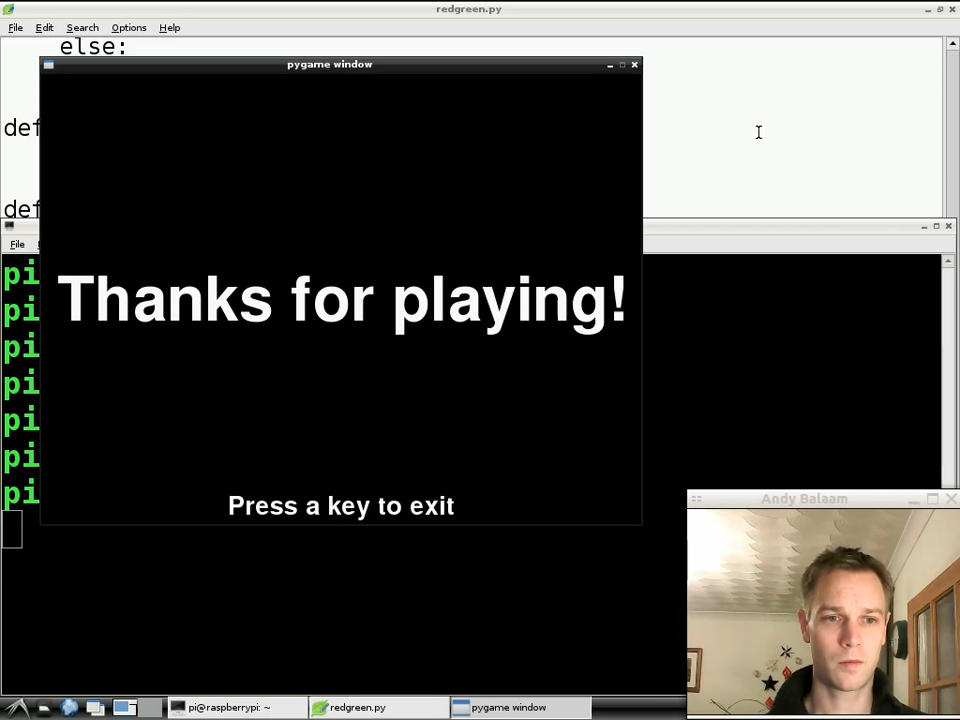 redgreen.py
File Edit Search Options Help
else:
pygame window
def
def
File
pi
Thanks for playing!
pi
pi
pi
pi
pi
pi
Press a key to exit
Andy Balaam
pi@raspberrypi: ~
redgreen.py
pygame window